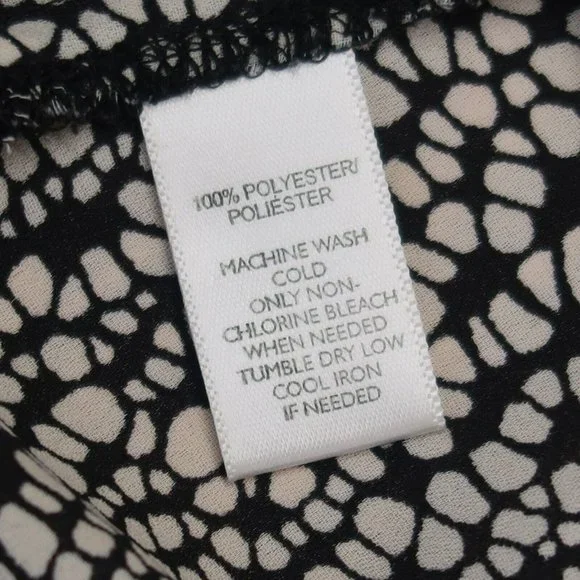 100% POLYESTER/
POLIÉSTER
MACHINE WASH
COLD
ONLY NON-
CHLORINE BLEACH
WHEN NEEDED
TUMBLE DRY LOW
COOL IRON
IF NEEDED